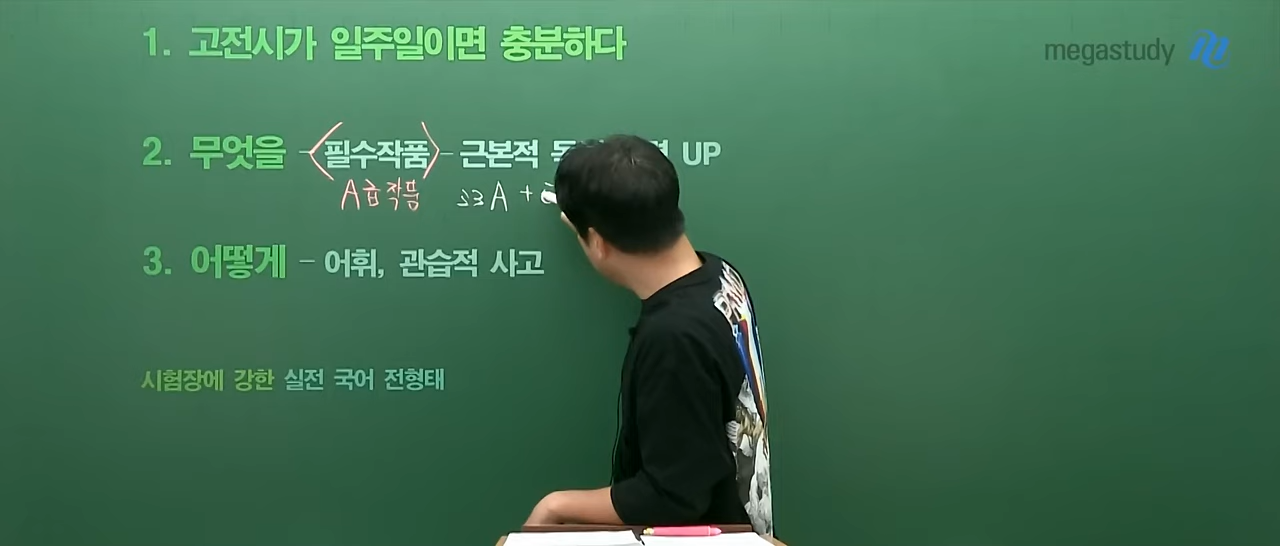 1. 고전시가 일주일이면 충분하다
megastudy
2. 무엇을 - 필수작품 - 근본적 UP
A급작품 33A +
3. 어떻게 - 어휘, 관습적 사고
시험장에 강한 실전 국어 전형태